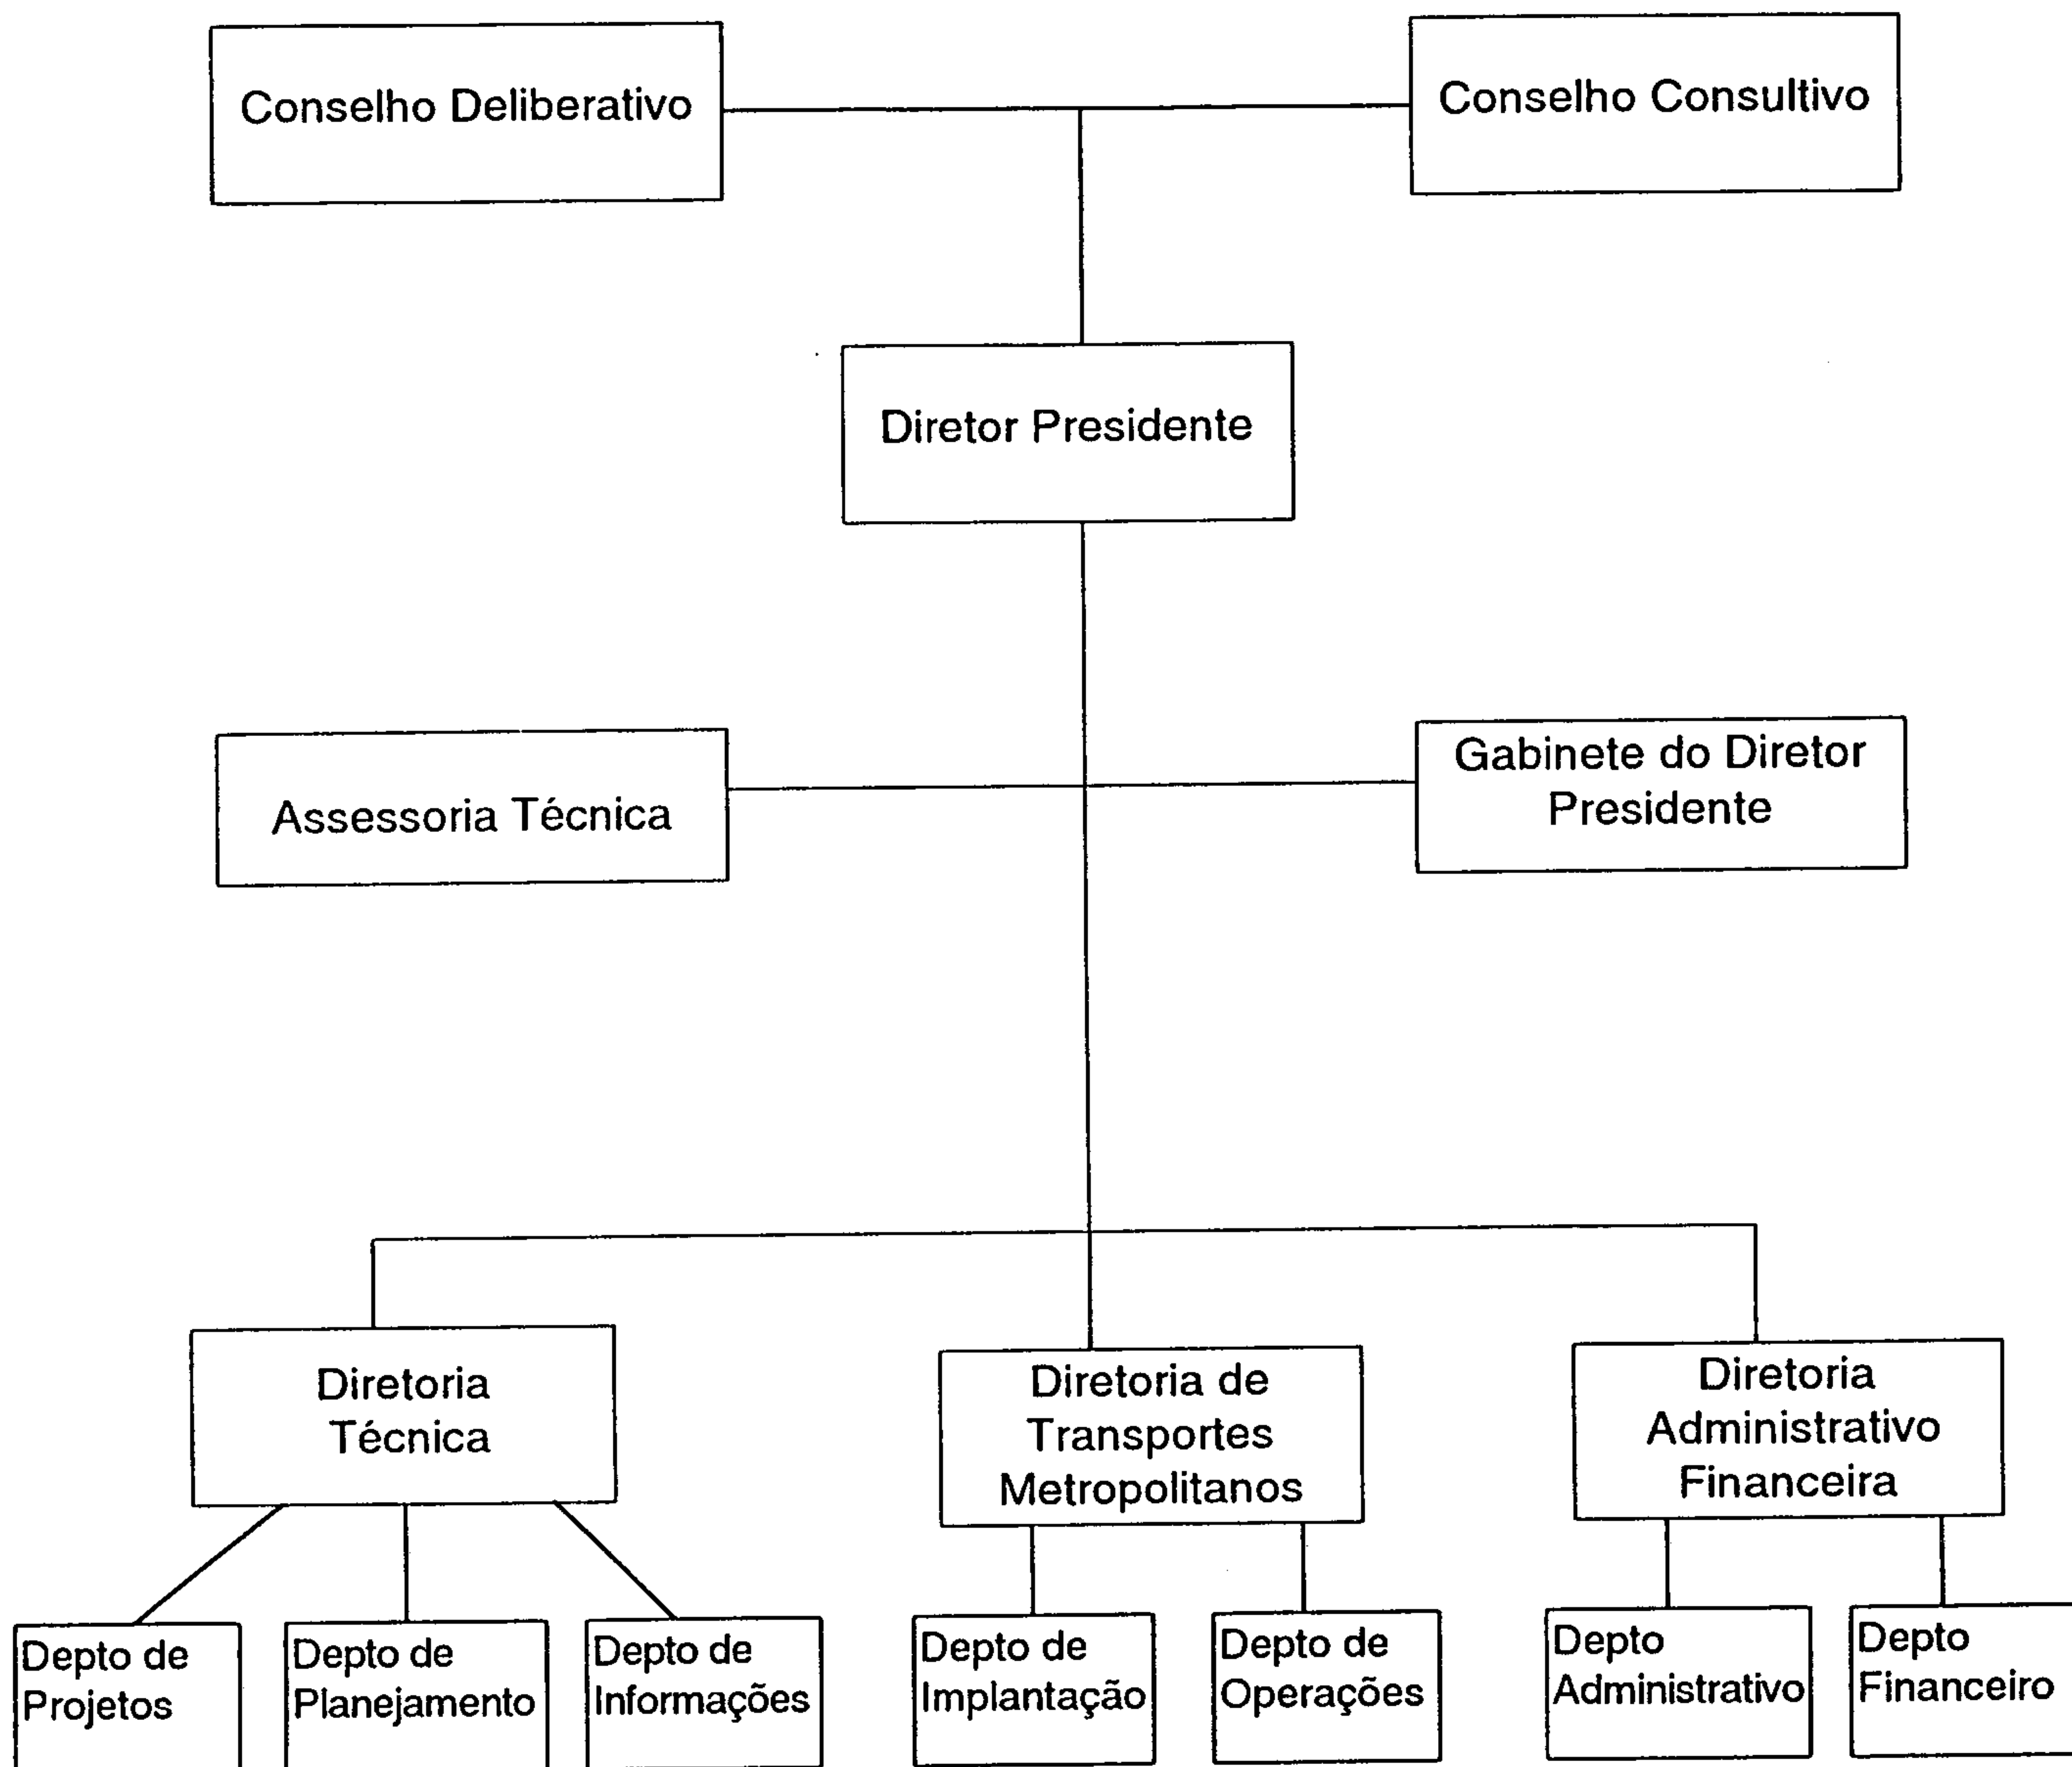 Conselho Deliberativo
Conselho Consultivo
Diretor Presidente
Assessoria Técnica
Gabinete do Diretor
Presidente
Diretoria
Técnica
Diretoria de
Transportes
Metropolitanos
Diretoria
Administrativo
Financeira
Depto de
Projetos
Depto de
Planejamento
Depto de
Informações
Depto de
Implantação
Depto de
Operações
Depto
Administrativo
Depto
Financeiro